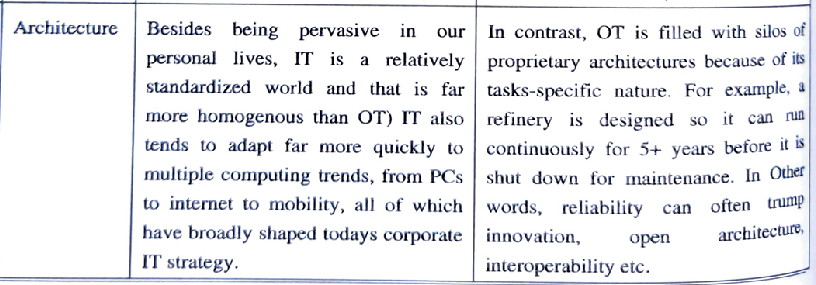 Architecture
Besides being pervasive in our
personal lives, IT is a relatively
standardized world and that is far
more homogenous than OT) IT also
tends to adapt far more quickly to
multiple computing trends, from PCs
to internet to mobility, all of which
have broadly shaped todays corporate
IT strategy.
In contrast, OT is filled with silos of
proprietary architectures because of its
tasks-specific nature. For example, a
refinery is designed so it can run
continuously for 5+ years before it is
shut down for maintenance. In Other
words, reliability can often trump
innovation, open architecture,
interoperability etc.